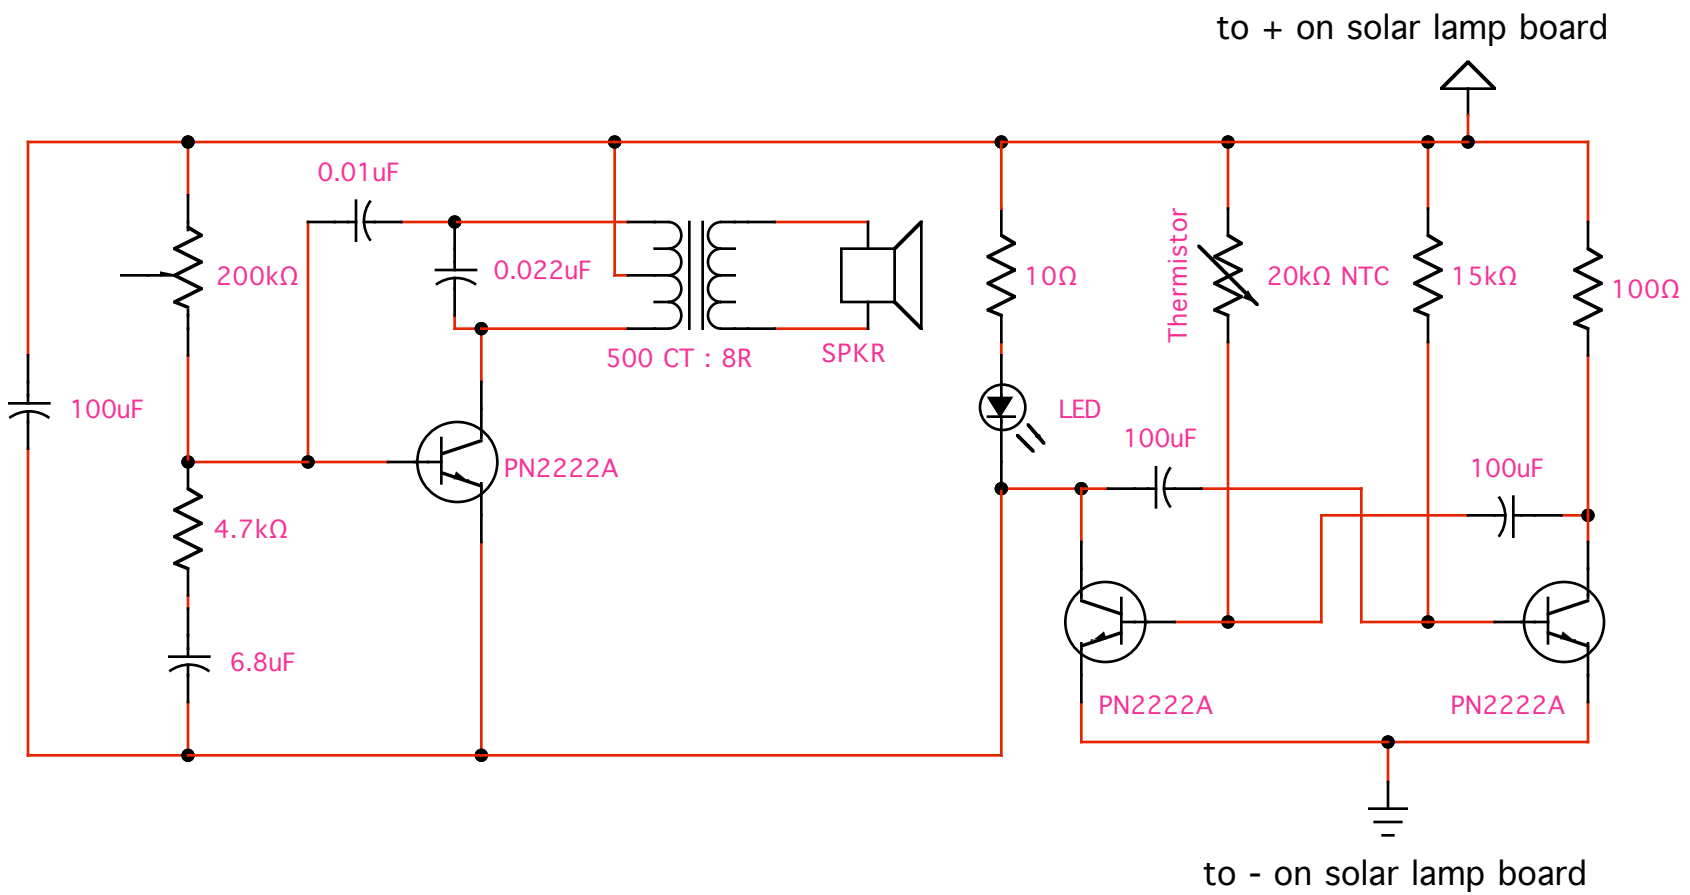 to + on solar lamp board
0.01uF
200kΩ
0.022uF
10Ω
Thermistor
20kΩ NTC
15kΩ
100Ω
500 CT : 8R
SPKR
100uF
LED
100uF
PN2222A
100uF
4.7kΩ
6.8uF
PN2222A
PN2222A
to - on solar lamp board